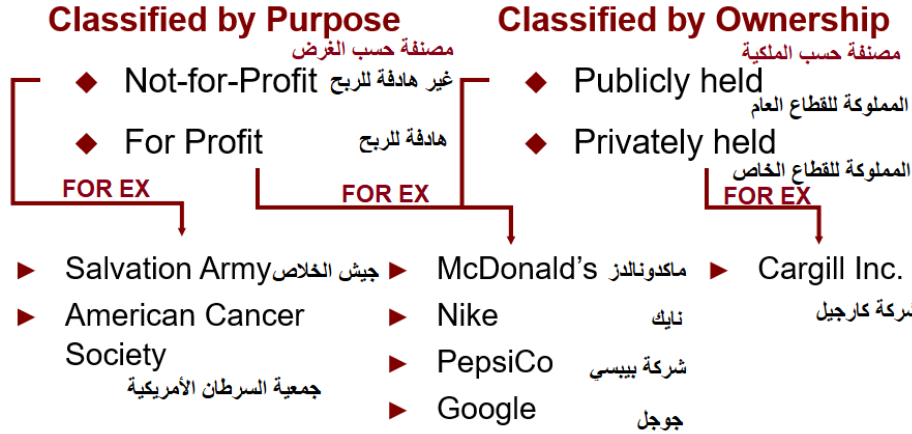 Classified by Purpose
مصنفة حسب الغرض
Not-for-Profit غير هادفة للربح
For Profit هادفة للربح
Classified by Ownership
مصنفة حسب الملكية
Publicly held
المملوكة للقطاع العام
Privately held
المملوكة للقطاع الخاص
FOR EX
FOR EX
FOR EX
Salvation Army جيش الخلاص
American Cancer
Society
جمعية السرطان الأمريكية
McDonald's ماكدونالدز
Nike نايك
PepsiCo شركة بيبسي
Google جوجل
Cargill Inc.
شركة كارجيل